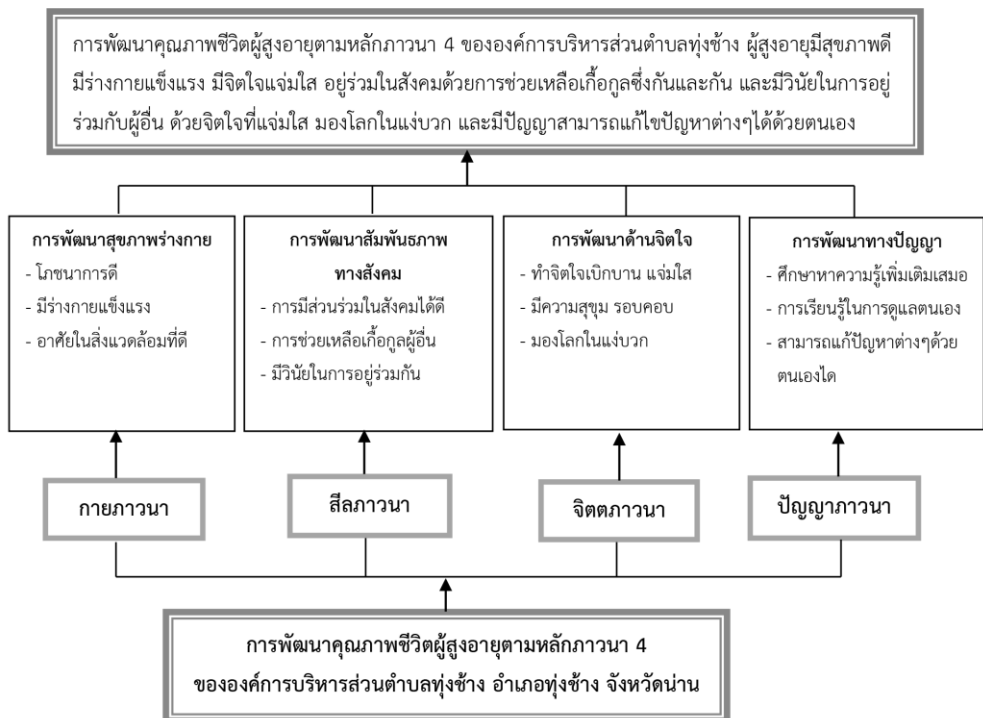 การพัฒนาคุณภาพชีวิตผู้สูงอายุตามหลักภาวนา 4 ขององค์การบริหารส่วนตำบลทุ่งช้าง ผู้สูงอายุมีสุขภาพดี
มีร่างกายแข็งแรง มีจิตใจแจ่มใส อยู่ร่วมในสังคมด้วยการช่วยเหลือเกื้อกูลซึ่งกันและกัน และมีวินัยในการอยู่
ร่วมกับผู้อื่น ด้วยจิตใจที่แจ่มใส มองโลกในแง่บวก และมีปัญญาสามารถแก้ไขปัญหาต่างๆได้ด้วยตนเอง
การพัฒนาสุขภาพร่างกาย
- โภชนาการดี
- มีร่างกายแข็งแรง
- อาศัยในสิ่งแวดล้อมที่ดี
การพัฒนาสัมพันธภาพ
ทางสังคม
- การมีส่วนร่วมในสังคมได้ดี
- การช่วยเหลือเกื้อกูลผู้อื่น
- มีวินัยในการอยู่ร่วมกัน
การพัฒนาด้านจิตใจ
- ทำจิตใจเบิกบาน แจ่มใส
- มีความสุขุม รอบคอบ
- มองโลกในแง่บวก
การพัฒนาทางปัญญา
- ศึกษาหาความรู้เพิ่มเติมเสมอ
- การเรียนรู้ในการดูแลตนเอง
- สามารถแก้ปัญหาต่างๆด้วย
ตนเองได
กายภาวนา
สีลภาวนา
จิตตภาวนา
ปัญญาภาวนา
การพัฒนาคุณภาพชีวิตผู้สูงอายุตามหลักภาวนา 4
ขององค์การบริหารส่วนตำบลทุ่งช้าง อำเภอทุ่งช้าง จังหวัดน่าน